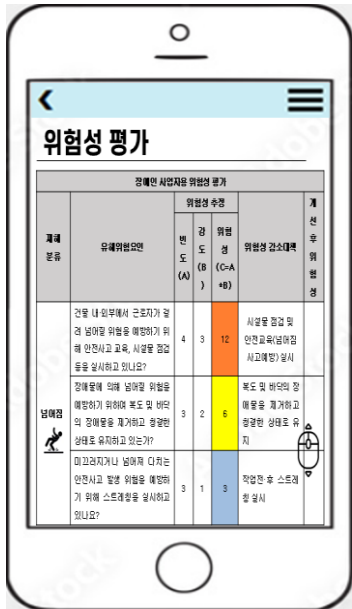 위험성 평가
장애인 사업자용 위험성 평가
재해
분류
유해위험요인
위험성 추정
위험성 감소대책
개
선
후
위
험
성
빈
도
(A)
강
도
(B
)
위험
성
(C=A
*B)
넘어짐
건물 내·외부에서 근로자가 걸
려 넘어질 위험을 예방하기 위
해 안전사고 교육, 시설물 점검
등을 실시하고 있나요?
4
3
12
시설물 점검 및
안전교육(넘어짐
사고예방) 실시
장애물에 의해 넘어질 위험을
예방하기 위하여 복도 및 바닥
의 장애물을 제거하고 청결한
상태로 유지하고 있는가?
3
2
6
복도 및 바닥의 장
애물을 제거하고
청결한 상태로 유
지
미끄러지거나 넘어져 다치는
안전사고 발생 위험을 예방하
기 위해 스트레칭을 실시하고
있나요?
3
1
3
작업전·후 스트레
칭 실시